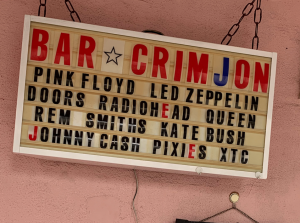 BAR ☆ CRIMJON
PINK FLOYD LED ZEPPELIN
DOORS RADIOHEAD QUEEN
REM SMITHS KATE BUSH
JOHNNY CASH PIXIES XTC